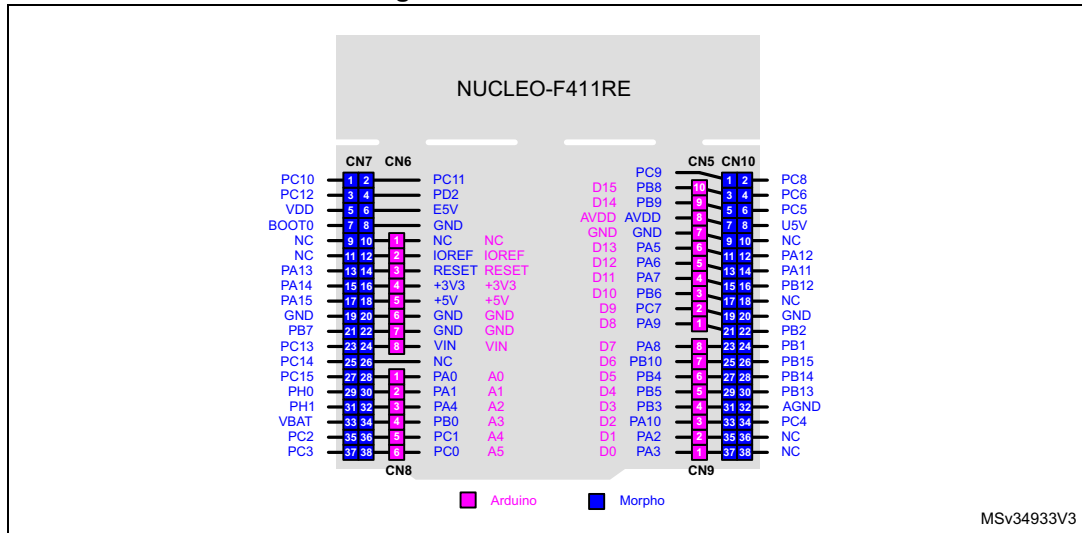 NUCLEO-F411RE
CN7 CN6 CN5 CN10
PC9
PC10 1 2 PC11 D15 PB8 10 1 2 PC8
PC12 3 4 PD2 D14 PB9 9 3 4 PC6
VDD 5 6 E5V AVDD AVDD 8 5 6 PC5
BOOT0 7 8 GND GND GND 7 7 8 U5V
NC 9 10 1 NC NC D13 PA5 6 9 10 NC
NC 11 12 2 IOREF IOREF D12 PA6 5 11 12 PA12
PA13 13 14 3 RESET RESET D11 PA7 4 13 14 PA11
PA14 15 16 4 +3V3 +3V3 D10 PB6 3 15 16 PB12
PA15 17 18 5 +5V +5V D9 PC7 2 17 18 NC
GND 19 20 6 GND GND D8 PA9 1 19 20 GND
PB7 21 22 7 GND GND 21 22 PB2
PC13 23 24 8 VIN VIN D7 PA8 8 23 24 PB1
PC14 25 26 NC D6 PB10 7 25 26 PB15
PC15 27 28 1 PA0 A0 D5 PB4 6 27 28 PB14
PH0 29 30 2 PA1 A1 D4 PB5 5 29 30 PB13
PH1 31 32 3 PA4 A2 D3 PB3 4 31 32 AGND
VBAT 33 34 4 PB0 A3 D2 PA10 3 33 34 PC4
PC2 35 36 5 PC1 A4 D1 PA2 2 35 36 NC
PC3 37 38 6 PC0 A5 D0 PA3 1 37 38 NC
CN8 CN9
Arduino Morpho
MSv34933V3